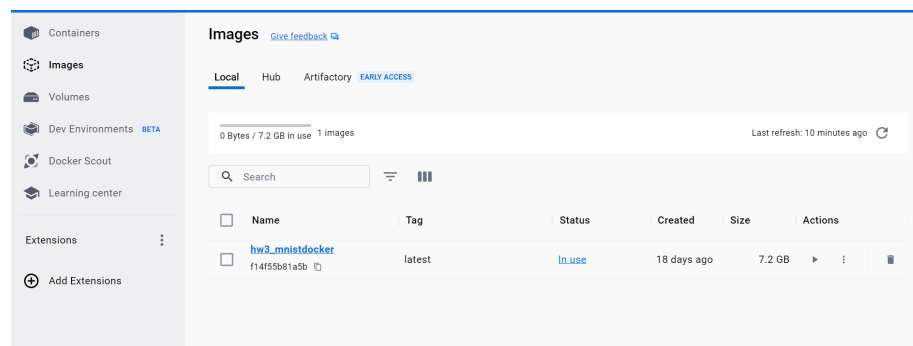 Containers
Images
Volumes
Dev Environments BETA
Docker Scout
Learning center
Extensions
Add Extensions
Images Give feedback
Local Hub Artifactory EARLY ACCESS
0 Bytes / 7.2 GB in use 1 images
Last refresh: 10 minutes ago
Search
Name Tag Status Created Size Actions
hw3_mnistdocker latest In use 18 days ago 7.2 GB
f14f55b81a5b